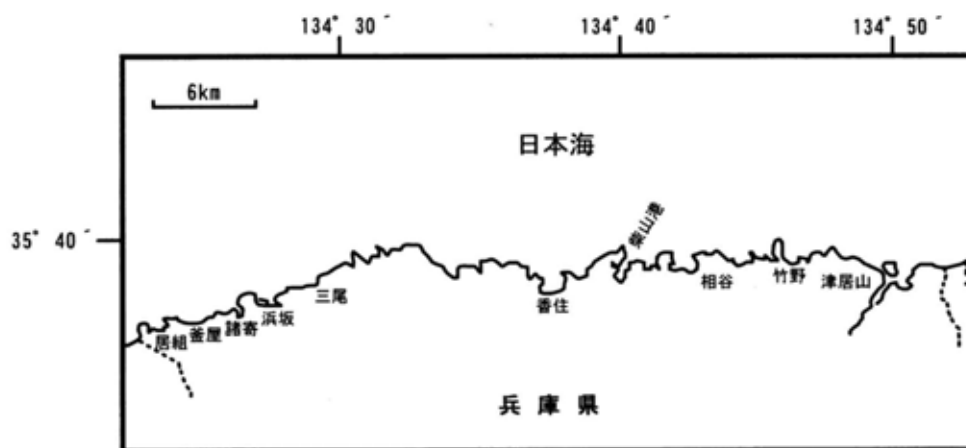 134° 30′
134° 40′
134° 50′
6km
日本海
柴山港
35° 40′
相谷
竹野
津居山
三尾
香住
浜坂
諸寄
釜屋
居組
兵庫県